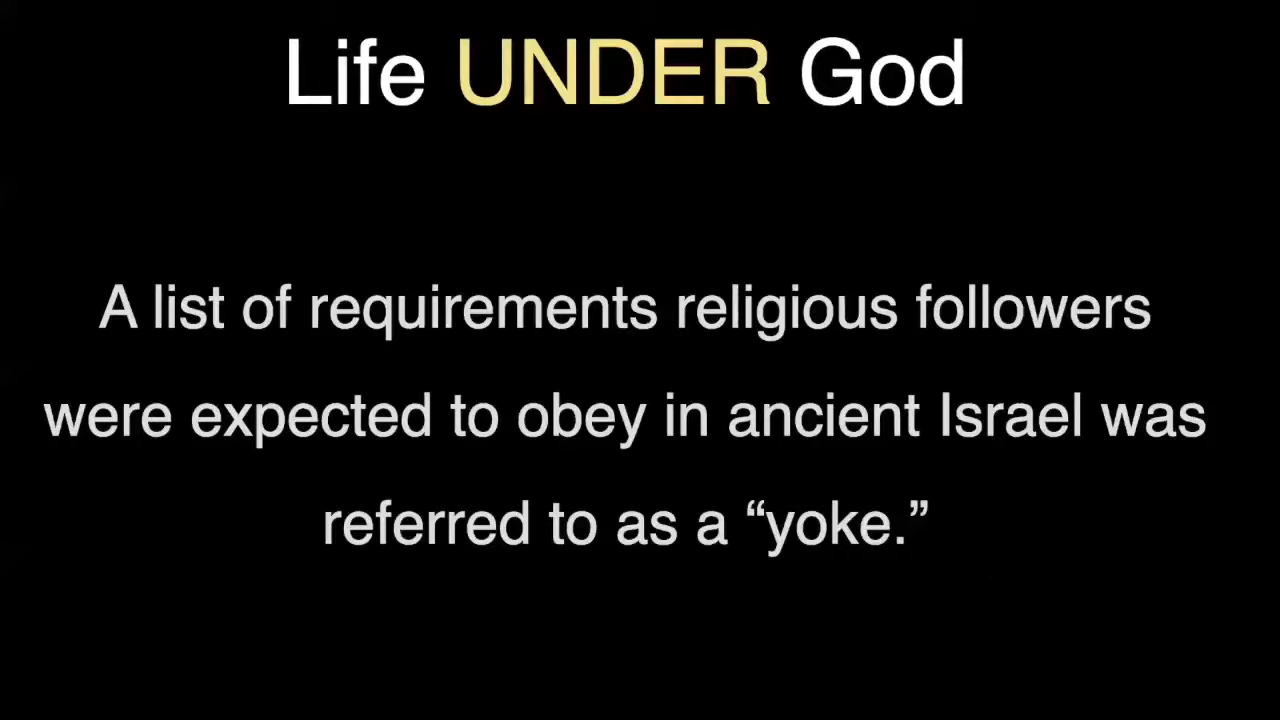 Life UNDER God
A list of requirements religious followers
were expected to obey in ancient Israel was
referred to as a “yoke.”